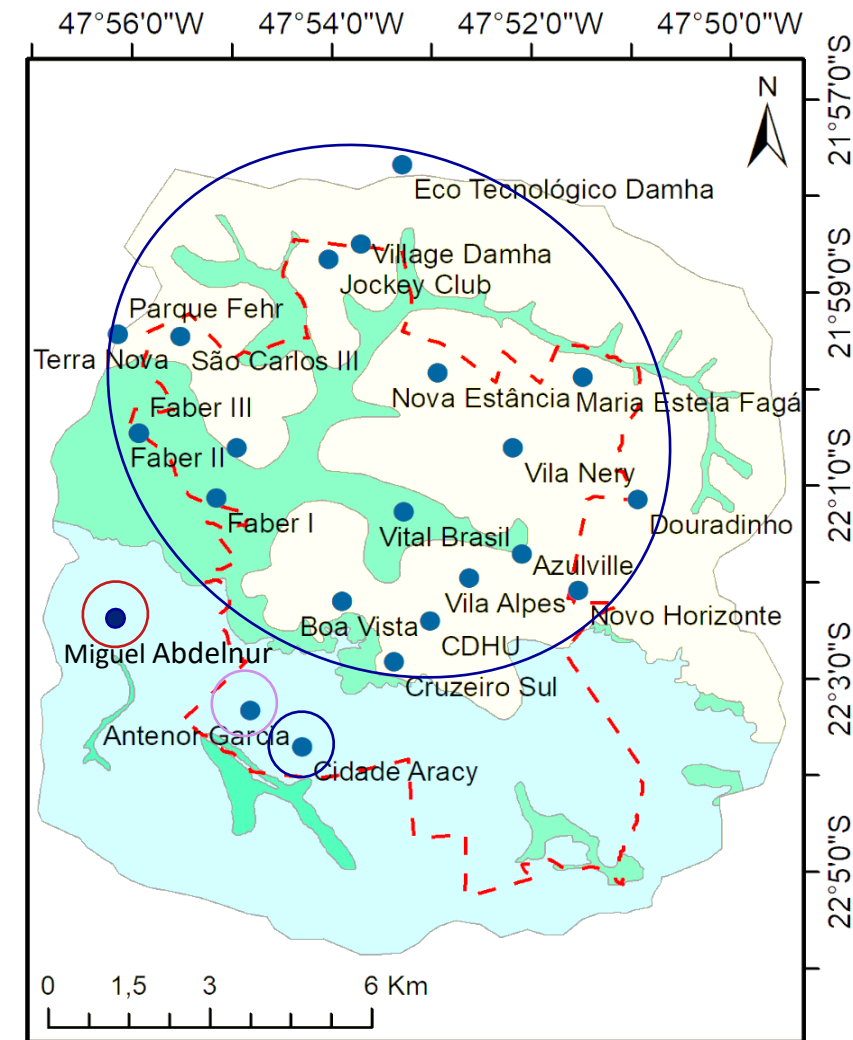 47°56'0"W 47°54'0"W 47°52'0"W 47°50'0"W
21°57'0"S
N
Eco Tecnológico Damha
Village Damha
Jockey Club
21°59'0"S
Parque Fehr
Terra Nova
São Carlos III
Nova Estância
Maria Estela Fagá
Faber III
Faber II
Vila Nery
22°1'0"S
Faber I
Vital Brasil
Douradinho
Azulville
Vila Alpes
Novo Horizonte
Boa Vista
CDHU
Miguel Abdelnur
22°3'0"S
Cruzeiro Sul
Antenor Garcia
Cidade Aracy
22°5'0"S
0 1,5 3 6 Km